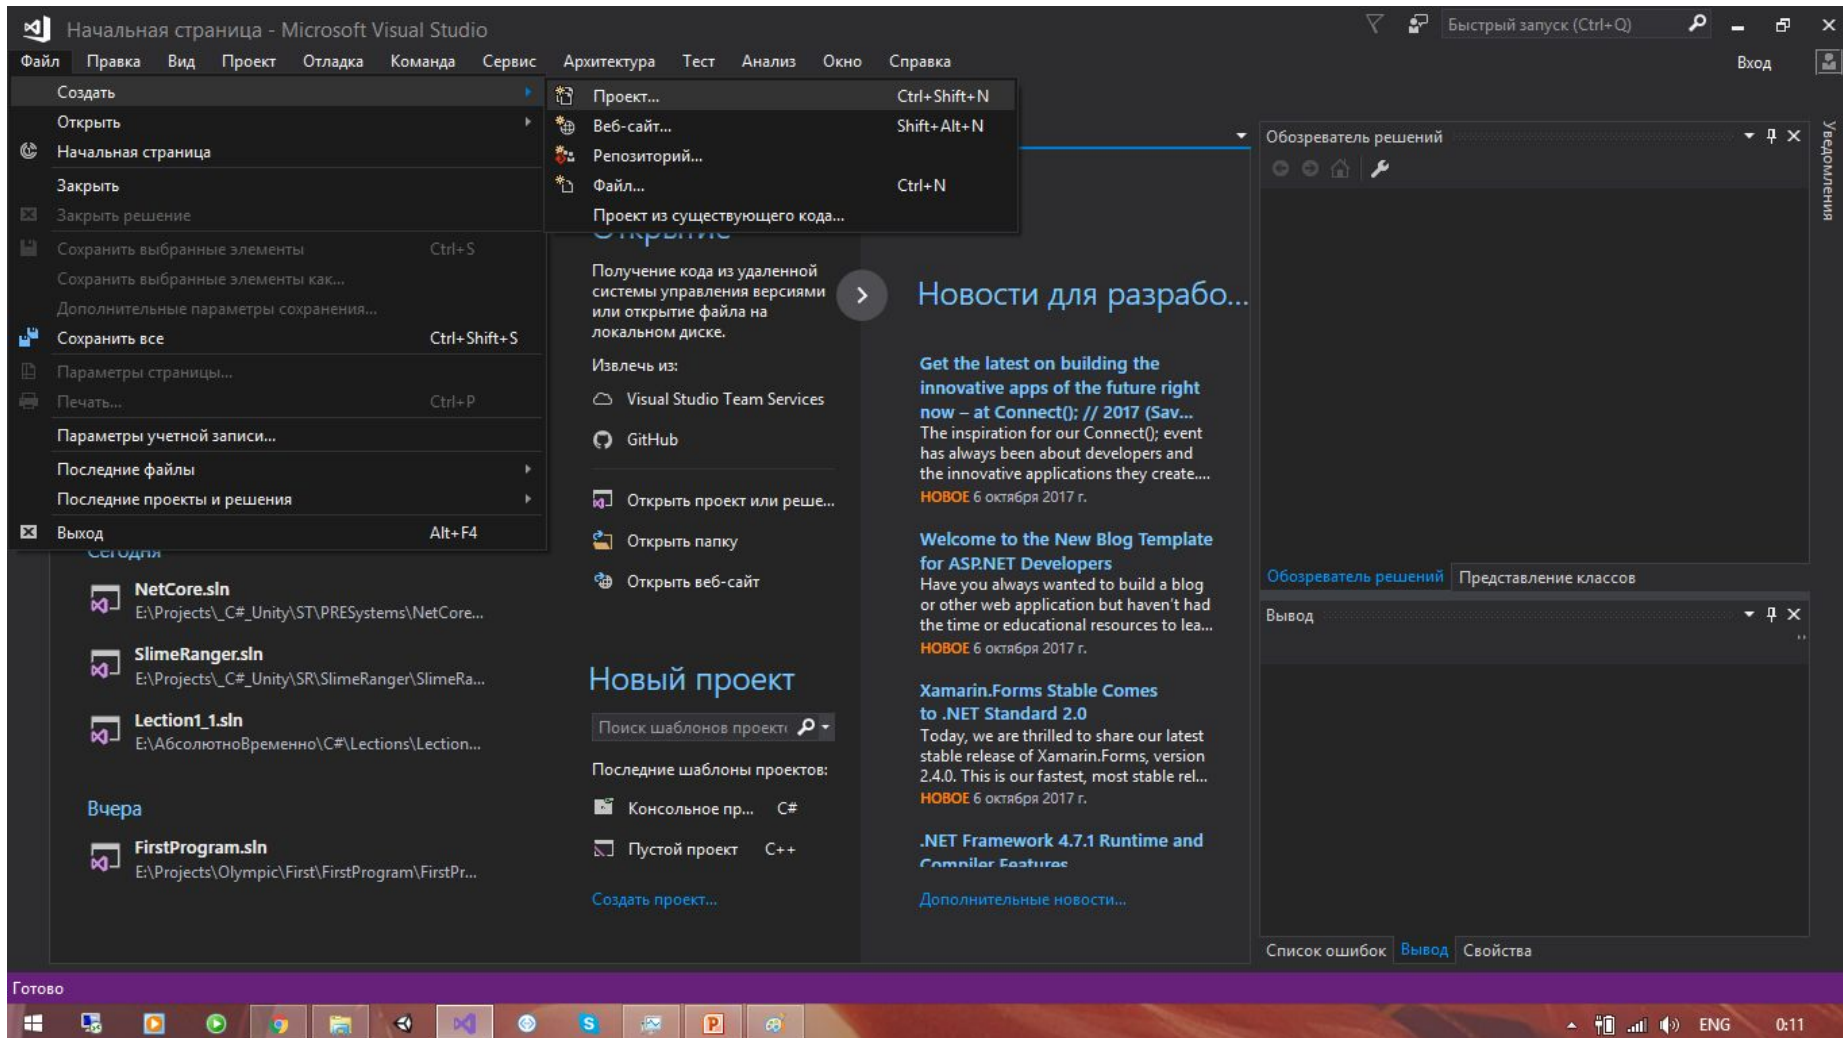 Начальная страница - Microsoft Visual Studio
Быстрый запуск (Ctrl+Q)
Файл Правка Вид Проект Отладка Команда Сервис Архитектура Тест Анализ Окно Справка
Вход
Создать
Открыть
Начальная страница
Закрыть
Закрыть решение
Сохранить выбранные элементы Ctrl+S
Сохранить выбранные элементы как...
Дополнительные параметры сохранения...
Сохранить все Ctrl+Shift+S
Параметры страницы...
Печать... Ctrl+P
Параметры учетной записи...
Последние файлы
Последние проекты и решения
Выход Alt+F4
Проект... Ctrl+Shift+N
Веб-сайт... Shift+Alt+N
Репозиторий...
Файл... Ctrl+N
Проект из существующего кода...
Сегодня
NetCore.sln
E:\Projects\_C#_Unity\ST\PRESystems\NetCore...
SlimeRanger.sln
E:\Projects\_C#_Unity\SR\SlimeRanger\SlimeRa...
Lection1_1.sln
E:\АбсолютноВременно\C#\Lections\Lection...
Вчера
FirstProgram.sln
E:\Projects\Olympic\First\FirstProgram\FirstPr...
Открытие
Получение кода из удаленной
системы управления версиями
или открытие файла на
локальном диске.
Извлечь из:
Visual Studio Team Services
GitHub
Открыть проект или реше...
Открыть папку
Открыть веб-сайт
Новый проект
Поиск шаблонов проект
Последние шаблоны проектов:
Консольное пр... C#
Пустой проект C++
Создать проект...
Новости для разрабо...
Get the latest on building the
innovative apps of the future right
now – at Connect(); // 2017 (Sav...
The inspiration for our Connect(); event
has always been about developers and
the innovative applications they create....
НОВОЕ 6 октября 2017 г.
Welcome to the New Blog Template
for ASP.NET Developers
Have you always wanted to build a blog
or other web application but haven't had
the time or educational resources to lea...
НОВОЕ 6 октября 2017 г.
Xamarin.Forms Stable Comes
to .NET Standard 2.0
Today, we are thrilled to share our latest
stable release of Xamarin.Forms, version
2.4.0. This is our fastest, most stable rel...
НОВОЕ 6 октября 2017 г.
.NET Framework 4.7.1 Runtime and
Compiler Features
Дополнительные новости...
Обозреватель решений
Обозреватель решений Представление классов
Вывод
Список ошибок Вывод Свойства
Уведомления
Готово
ENG 0:11